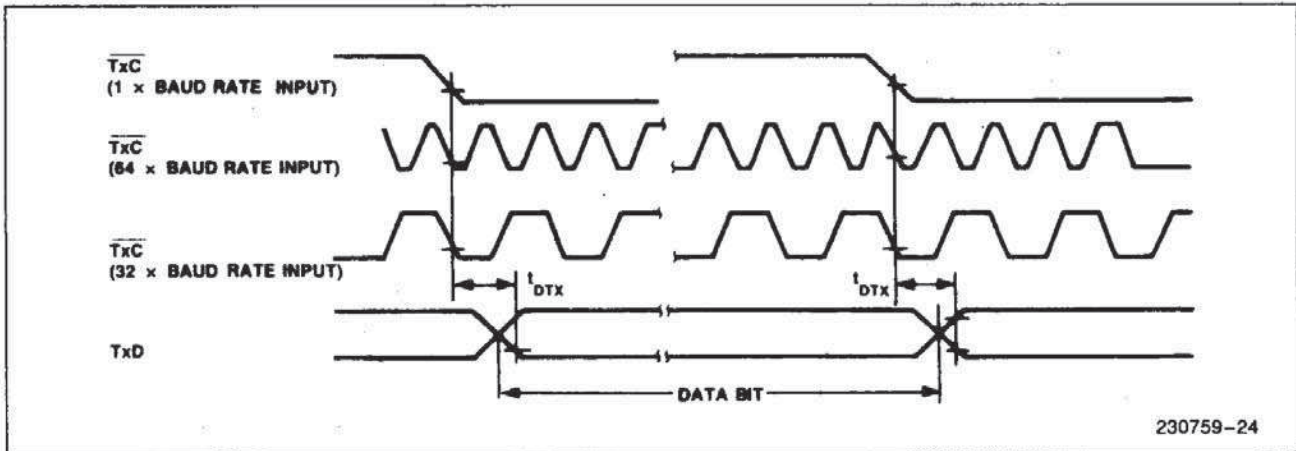 TxC
(1 × BAUD RATE INPUT)
TxC
(64 × BAUD RATE INPUT)
TxC
(32 × BAUD RATE INPUT)
tDTX
tDTX
TxD
DATA BIT
230759-24